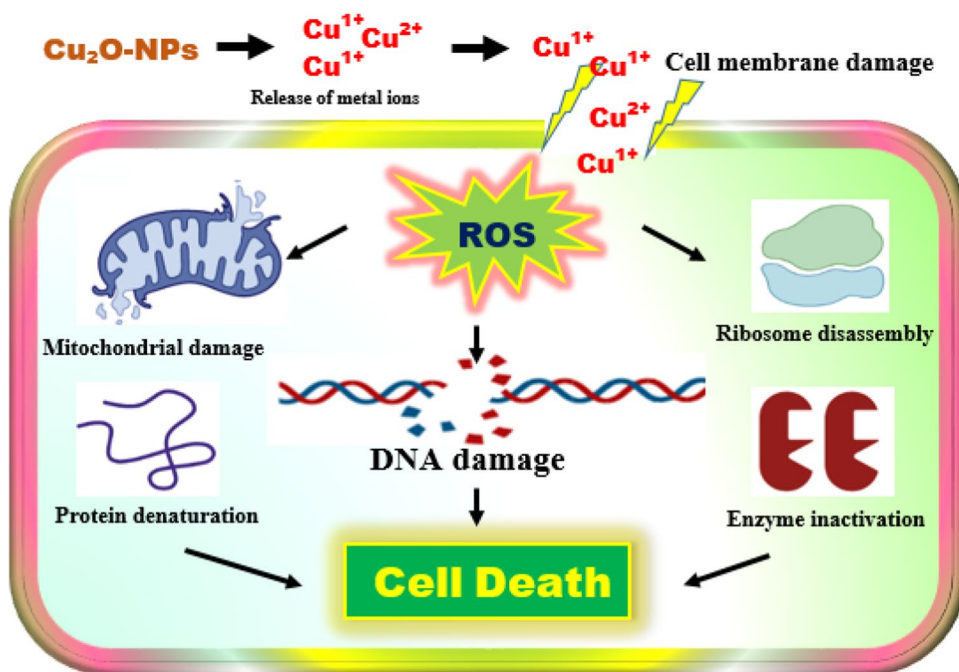 Cu₂O-NPs
Cu¹⁺
Cu²⁺
Cu¹⁺
Release of metal ions
Cu¹⁺
Cu¹⁺
Cu²⁺
Cu¹⁺
Cell membrane damage
ROS
Mitochondrial damage
Ribosome disassembly
DNA damage
Protein denaturation
Enzyme inactivation
Cell Death